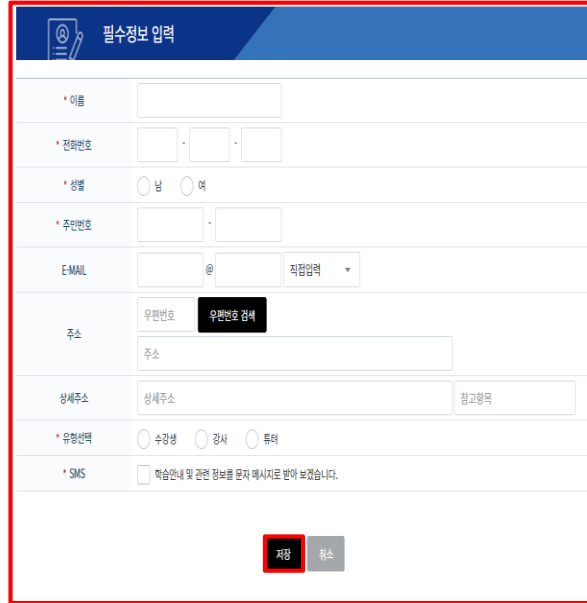 필수정보 입력
* 이름
* 전화번호 - -
* 성별 남 여
* 주민번호 -
E-MAIL @ 직접입력
주소 우편번호 우편번호 검색
주소
상세주소 상세주소 참고항목
* 유형선택 수강생 강사 튜터
* SMS 학습안내 및 관련 정보를 문자 메시지로 받아 보겠습니다.
저장 취소